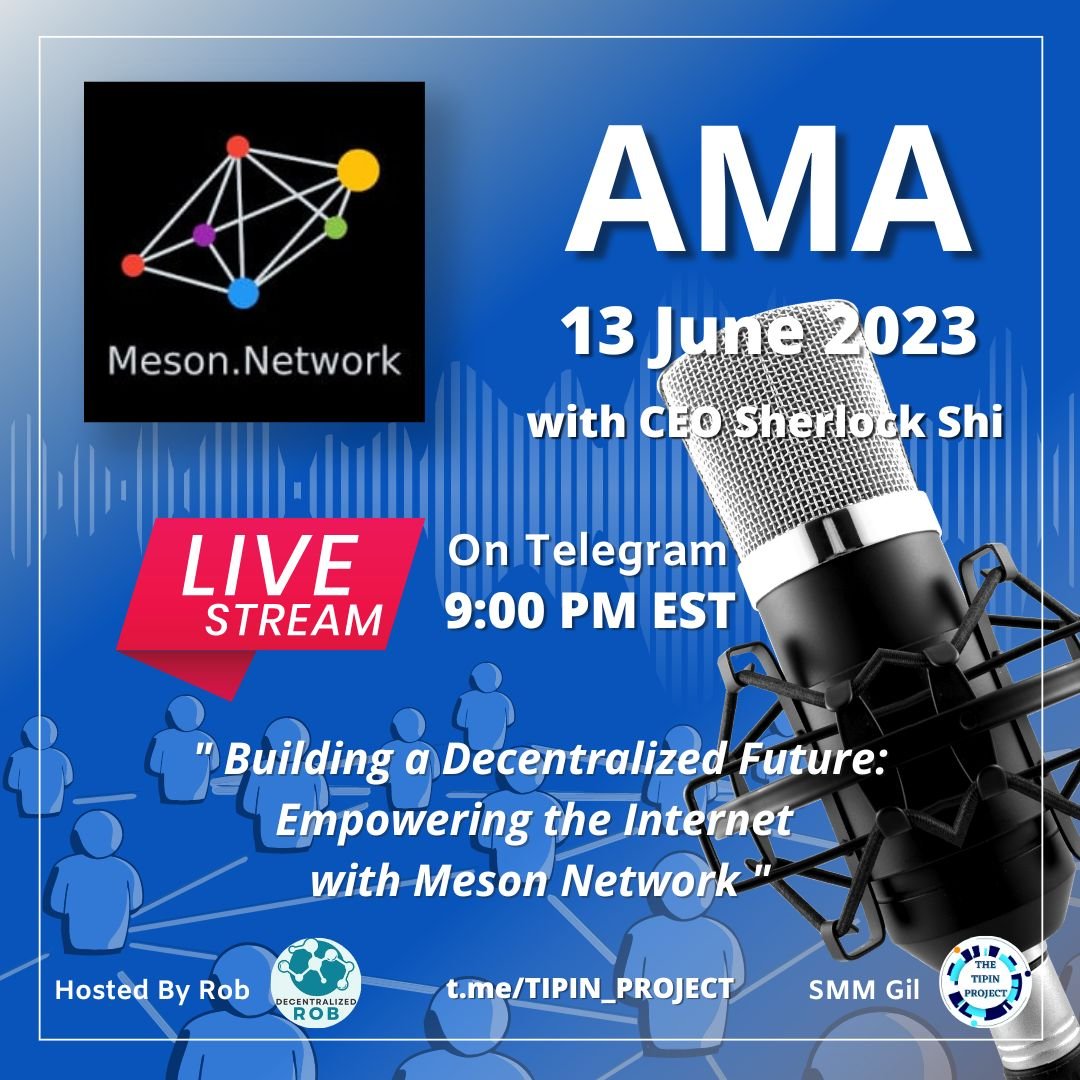 Meson.Network
AMA
13 June 2023
with CEO Sherlock Shi
LIVE
STREAM
On Telegram
9:00 PM EST
" Building a Decentralized Future:
Empowering the Internet
with Meson Network "
Hosted By Rob
DECENTRALIZED
ROB
t.me/TIPIN_PROJECT
SMM Gil
THE
TIPIN
PROJECT